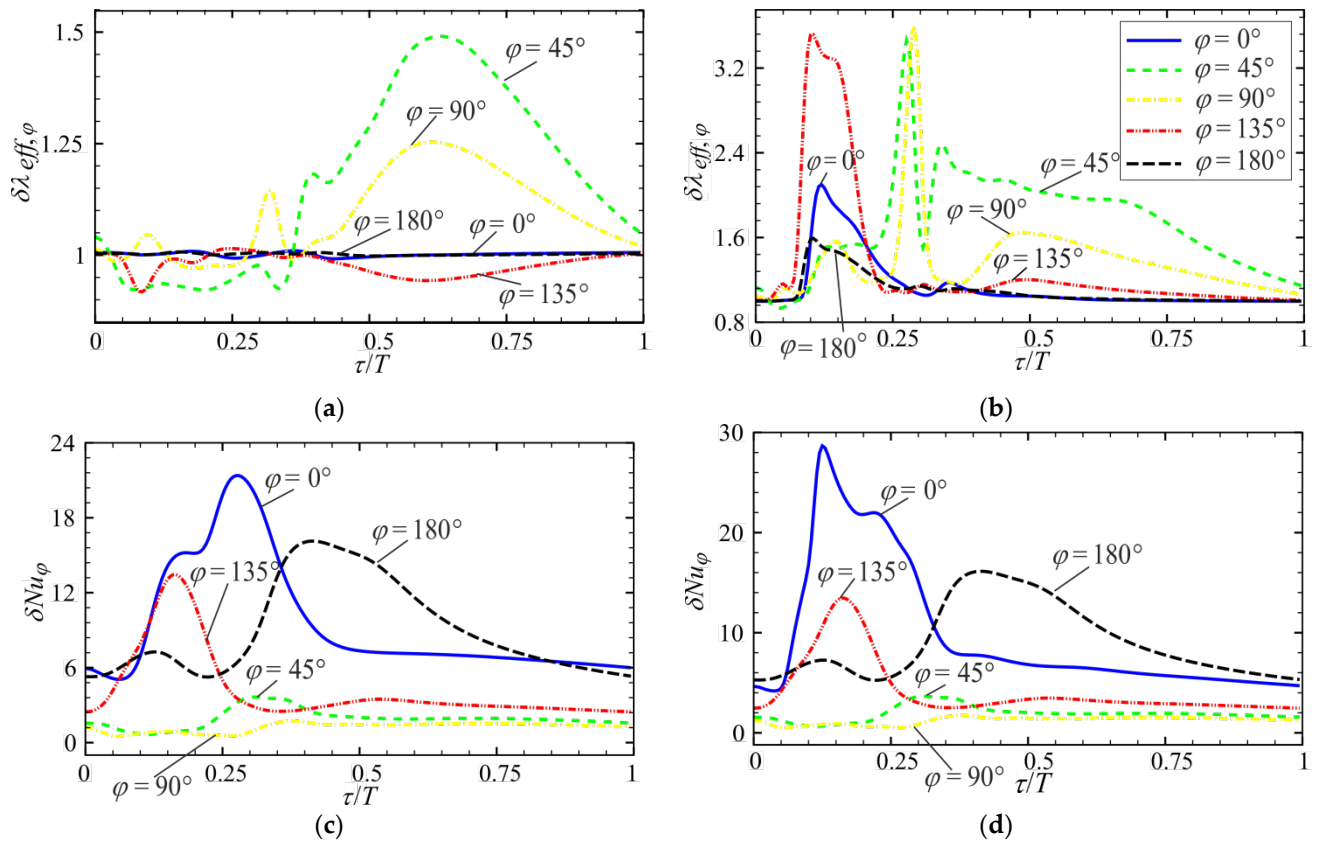 1.5
1.25
1
δλ eff, φ
φ = 45°
φ = 90°
φ = 180°
φ = 0°
φ = 135°
0 0.25 0.5 0.75 1
τ/T
(a)
3.2
2.4
1.6
0.8
δλ eff, φ
φ = 0°
φ = 45°
φ = 90°
φ = 135°
φ = 180°
φ = 0°
φ = 45°
φ = 90°
φ = 135°
φ = 180°
0 0.25 0.5 0.75 1
τ/T
(b)
24
18
12
6
0
δNuφ
φ = 0°
φ = 180°
φ = 135°
φ = 45°
φ = 90°
0 0.25 0.5 0.75 1
τ/T
(c)
30
20
10
0
δNuφ
φ = 0°
φ = 135°
φ = 180°
φ = 45°
φ = 90°
0 0.25 0.5 0.75 1
τ/T
(d)